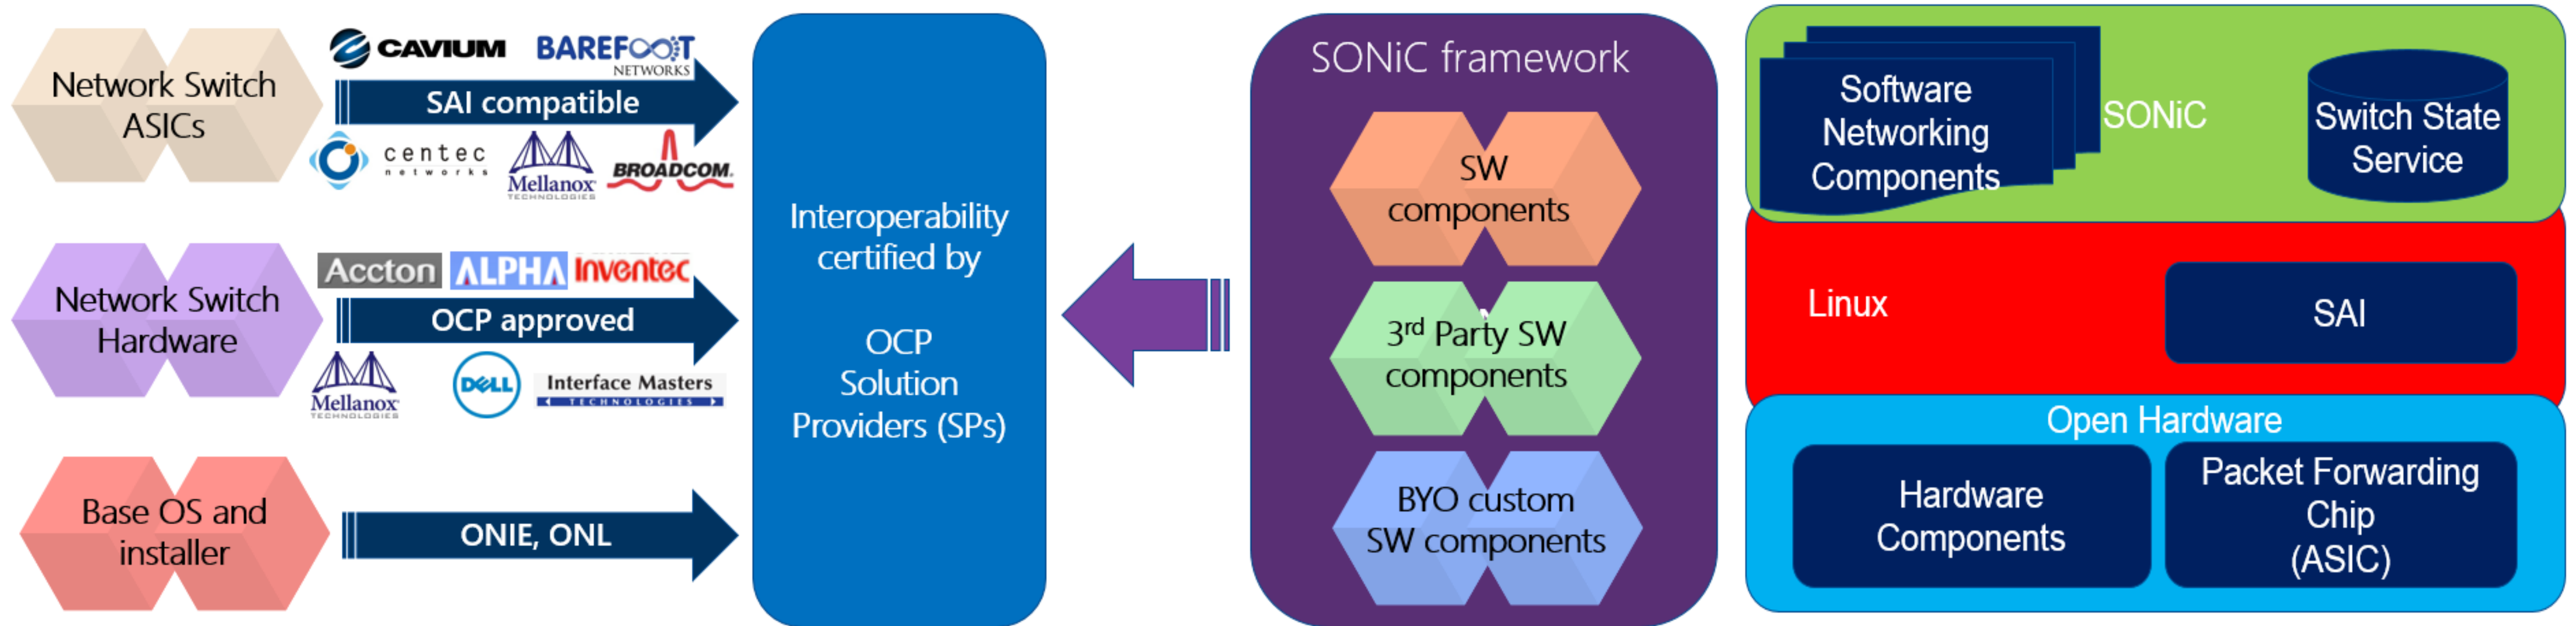 Network Switch
ASICs
CAVIUM
BAREFOOT
NETWORKS
SAI compatible
centec
networks
Mellanox
TECHNOLOGIES
BROADCOM.
Network Switch
Hardware
Accton
ALPHA
Inventec
OCP approved
Mellanox
TECHNOLOGIES
DELL
Interface Masters
TECHNOLOGIES
Base OS and
installer
ONIE, ONL
Interoperability
certified by
OCP
Solution
Providers (SPs)
SONiC framework
SW
components
3rd Party SW
components
BYO custom
SW components
Software
Networking
Components
SONiC
Switch State
Service
Linux
SAI
Open Hardware
Hardware
Components
Packet Forwarding
Chip
(ASIC)